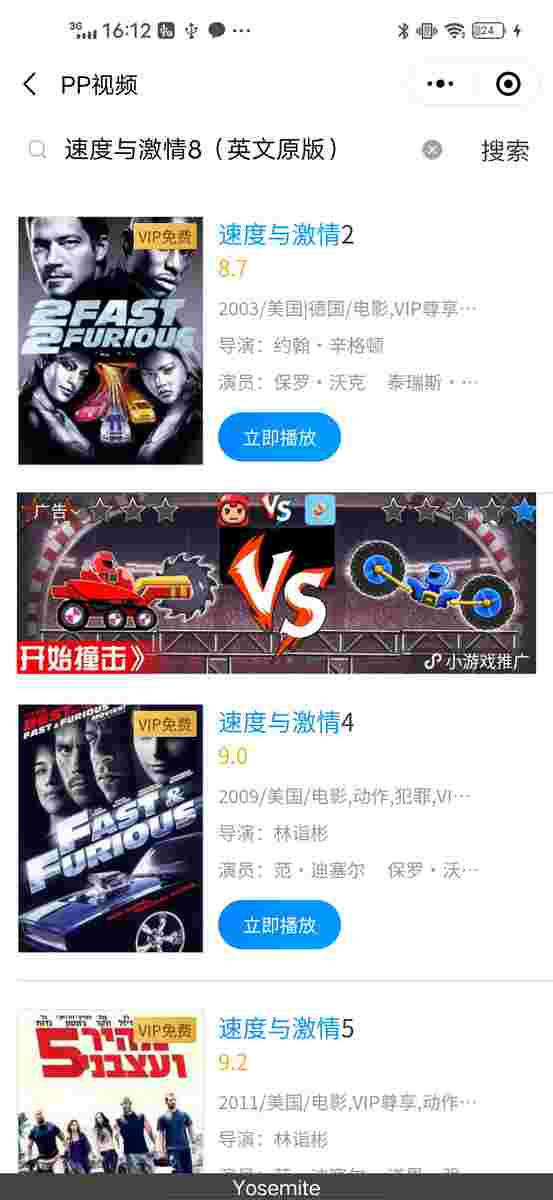 3G 16:12 24
PP视频
速度与激情8（英文原版） 搜索
VIP免费
2FAST
2FURIOUS
速度与激情2
8.7
2003/美国|德国/电影,VIP尊享…
导演：约翰·辛格顿
演员：保罗·沃克 泰瑞斯·…
立即播放
广告
VS
VS
开始撞击》
小游戏推广
VIP免费
FAST &
FURIOUS
速度与激情4
9.0
2009/美国/电影,动作,犯罪,VI…
导演：林诣彬
演员：范·迪塞尔 保罗·沃…
立即播放
VIP免费
מהיר
ועצבני 5
速度与激情5
9.2
2011/美国/电影,VIP尊享,动作…
导演：林诣彬
Yosemite